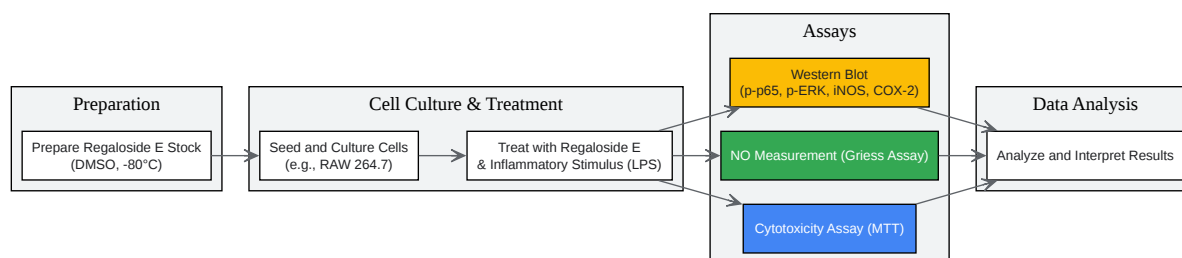 Preparation
Prepare Regaloside E Stock
(DMSO, -80°C)
Cell Culture & Treatment
Seed and Culture Cells
(e.g., RAW 264.7)
Treat with Regaloside E
& Inflammatory Stimulus (LPS)
Assays
Western Blot
(p-p65, p-ERK, iNOS, COX-2)
NO Measurement (Griess Assay)
Cytotoxicity Assay (MTT)
Data Analysis
Analyze and Interpret Results